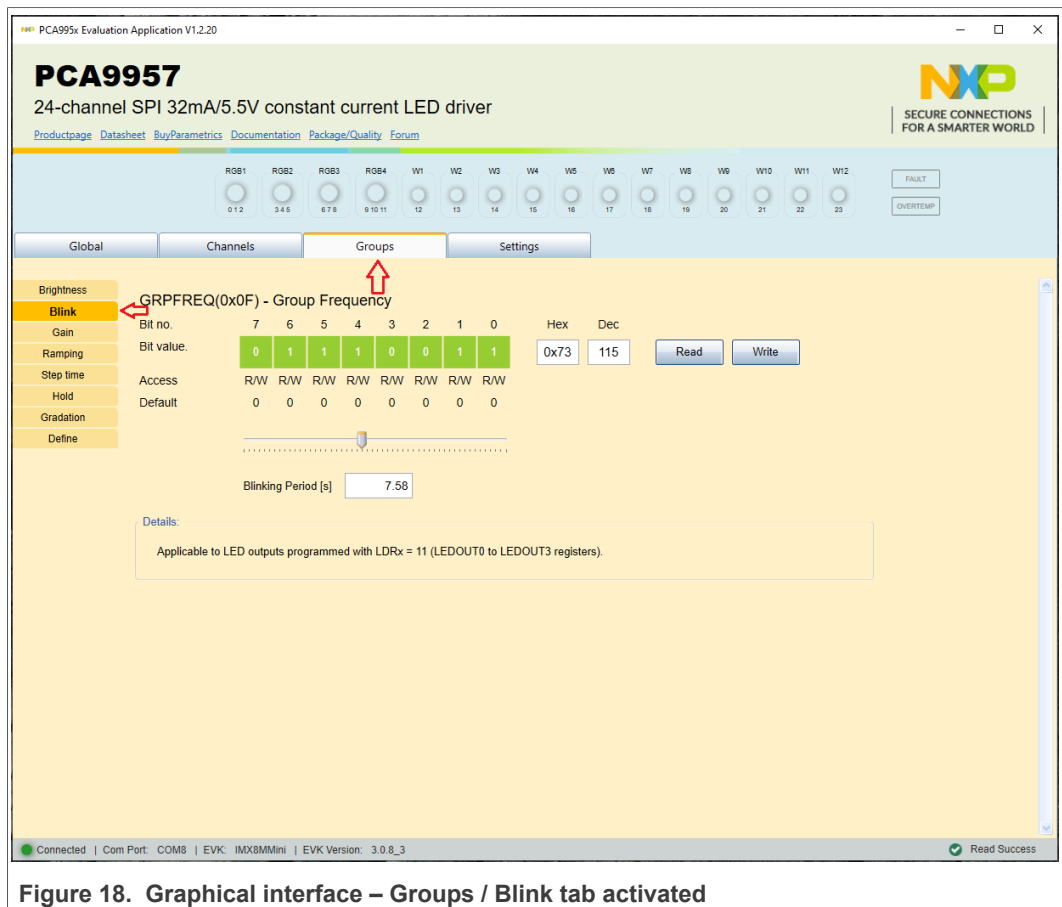 NXP PCA995x Evaluation Application V1.2.20
PCA9957
24-channel SPI 32mA/5.5V constant current LED driver
Productpage Datasheet BuyParametrics Documentation Package/Quality Forum
NXP
SECURE CONNECTIONS
FOR A SMARTER WORLD
RGB1 RGB2 RGB3 RGB4 W1 W2 W3 W4 W5 W6 W7 W8 W9 W10 W11 W12
0 1 2 3 4 5 6 7 8 9 10 11 12 13 14 15 16 17 18 19 20 21 22 23
FAULT
OVERTEMP
Global Channels Groups Settings
Brightness
Blink
Gain
Ramping
Step time
Hold
Gradation
Define
GRPFREQ(0x0F) - Group Frequency
Bit no. 7 6 5 4 3 2 1 0 Hex Dec
Bit value. 0 1 1 1 0 0 1 1 0x73 115 Read Write
Access R/W R/W R/W R/W R/W R/W R/W R/W
Default 0 0 0 0 0 0 0 0
Blinking Period [s] 7.58
Details:
Applicable to LED outputs programmed with LDRx = 11 (LEDOUT0 to LEDOUT3 registers).
Connected | Com Port: COM8 | EVK: IMX8MMini | EVK Version: 3.0.8_3 Read Success
Figure 18. Graphical interface – Groups / Blink tab activated